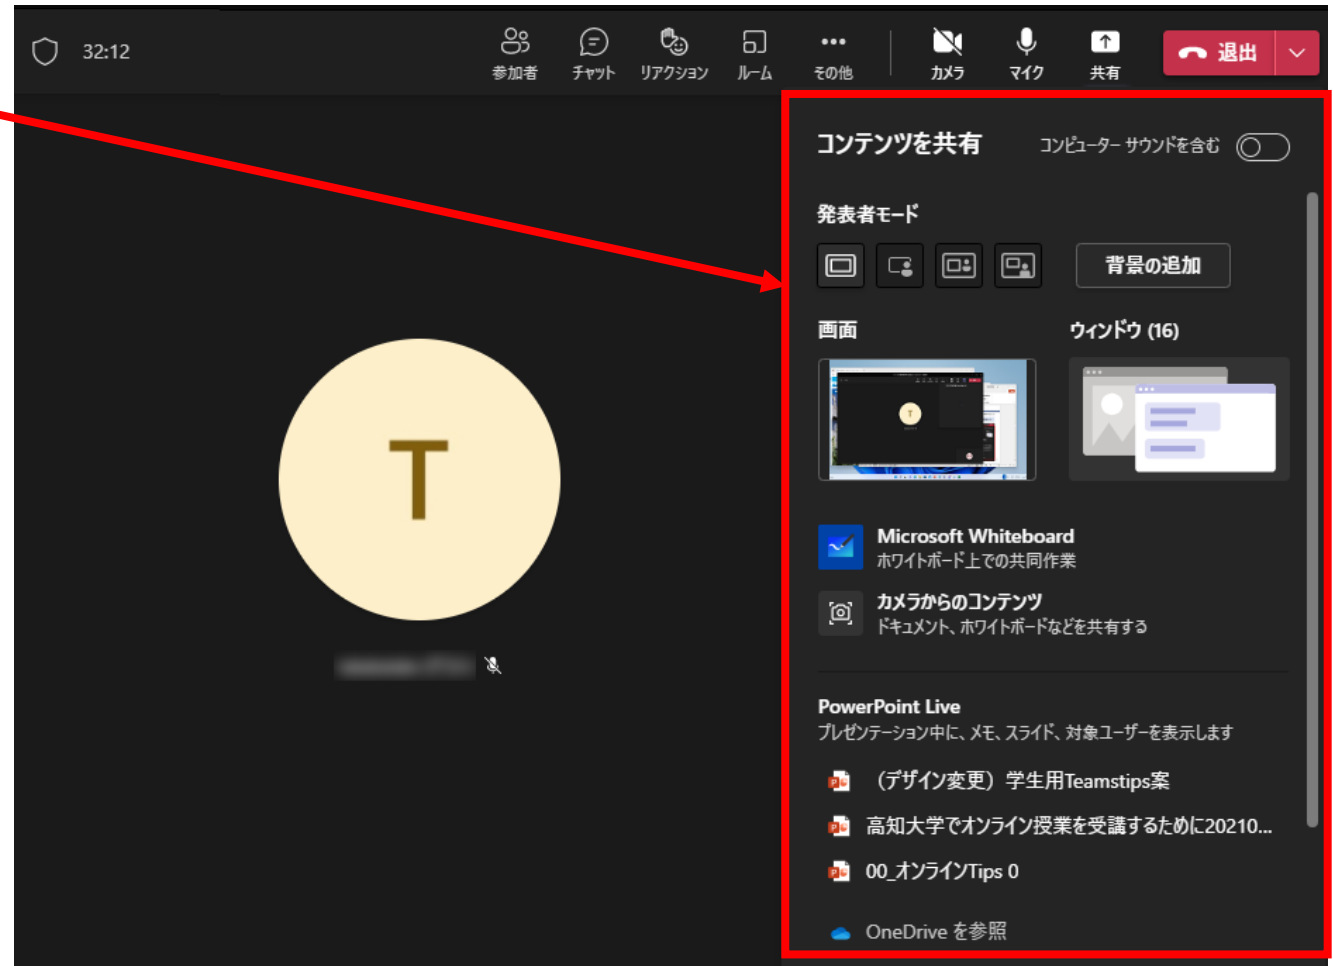 32:12
参加者
チャット
リアクション
ルーム
その他
カメラ
マイク
共有
退出
コンテンツを共有
コンピューター サウンドを含む
発表者モード
背景の追加
画面
ウィンドウ (16)
T
T
Microsoft Whiteboard
ホワイトボード上での共同作業
カメラからのコンテンツ
ドキュメント、ホワイトボードなどを共有する
PowerPoint Live
プレゼンテーション中に、メモ、スライド、対象ユーザーを表示します
（デザイン変更）学生用Teamstips案
高知大学でオンライン授業を受講するために20210...
00_オンラインTips 0
OneDrive を参照